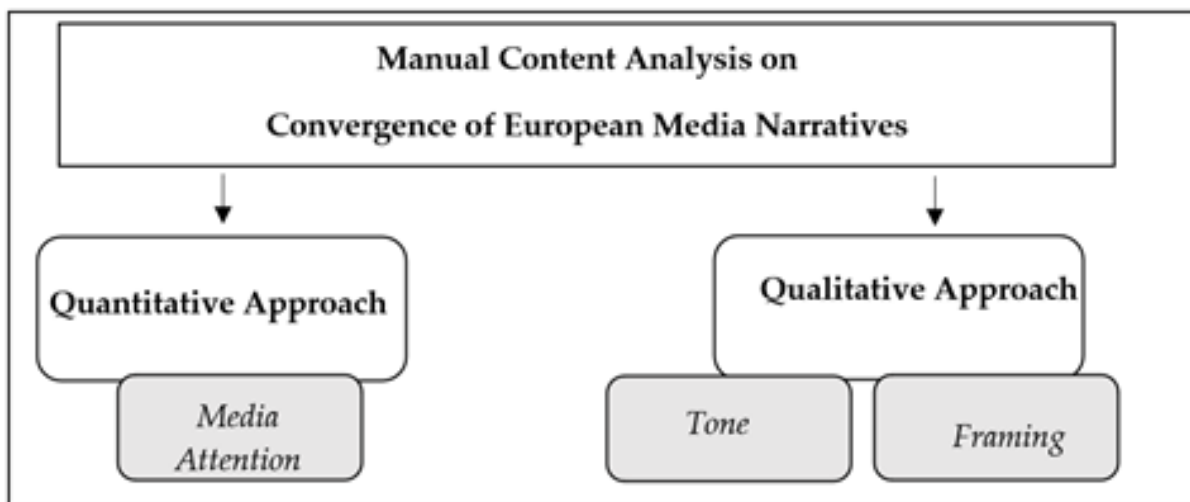 Manual Content Analysis on
Convergence of European Media Narratives
Quantitative Approach
Qualitative Approach
Media
Attention
Tone
Framing